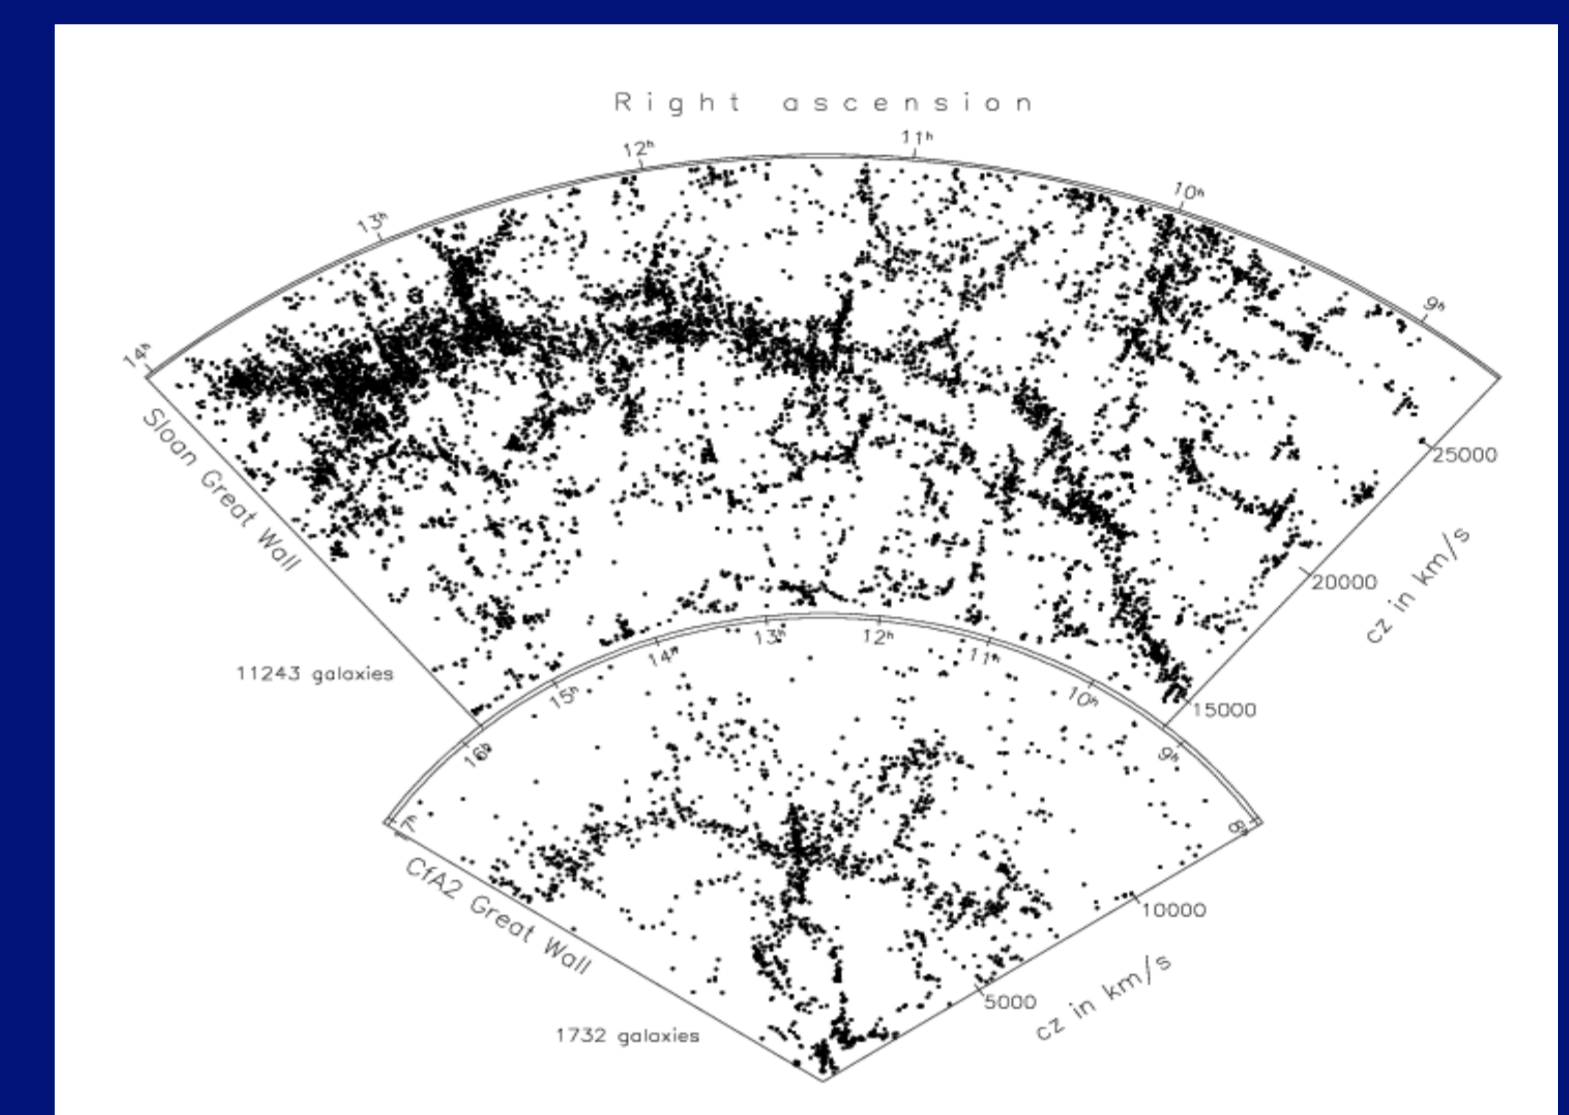 Right ascension
11ʰ
12ʰ
10ʰ
13ʰ
9ʰ
14ʰ
Sloan Great Wall
25000
20000
cz in km/s
13ʰ
12ʰ
14ʰ
11ʰ
11243 galaxies
15ʰ
10ʰ
15000
16ʰ
9ʰ
8ʰ
CfA2 Great Wall
10000
cz in km/s
5000
1732 galaxies